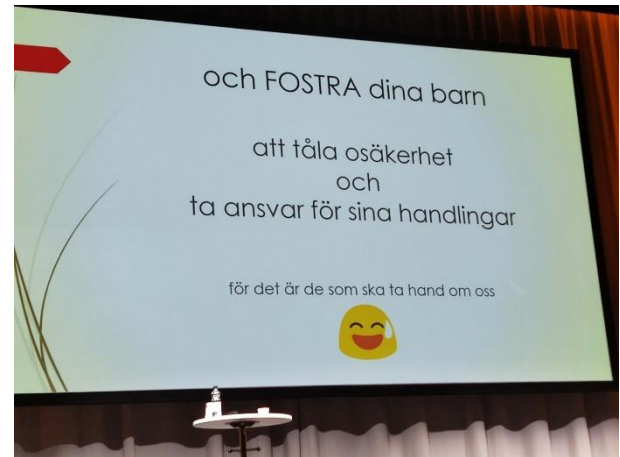 och FOSTRA dina barn
att tåla osäkerhet
och
ta ansvar för sina handlingar
för det är de som ska ta hand om oss